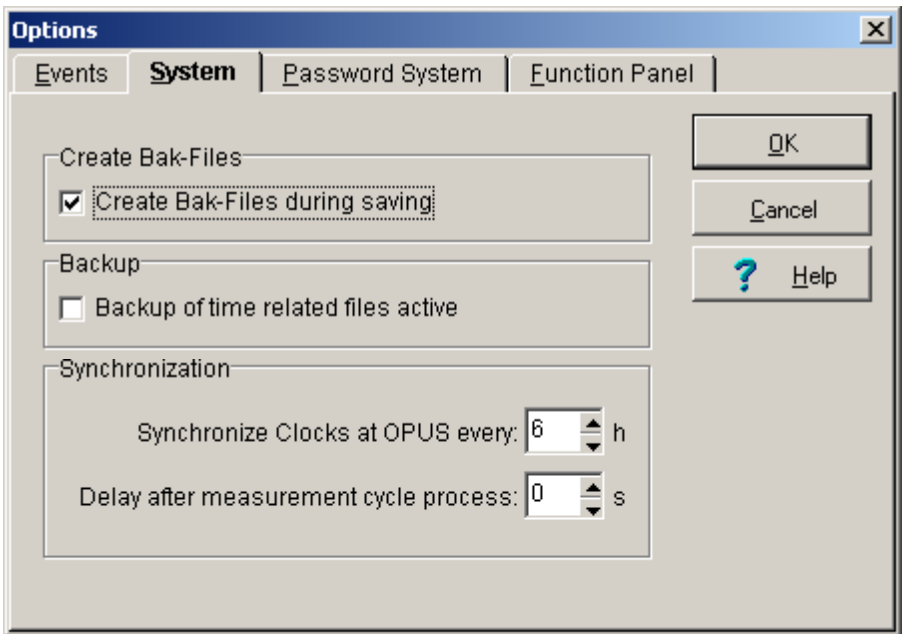 Options
Events System Password System Function Panel
Create Bak-Files
Create Bak-Files during saving
Backup
Backup of time related files active
Synchronization
Synchronize Clocks at OPUS every: 6 h
Delay after measurement cycle process: 0 s
OK
Cancel
? Help